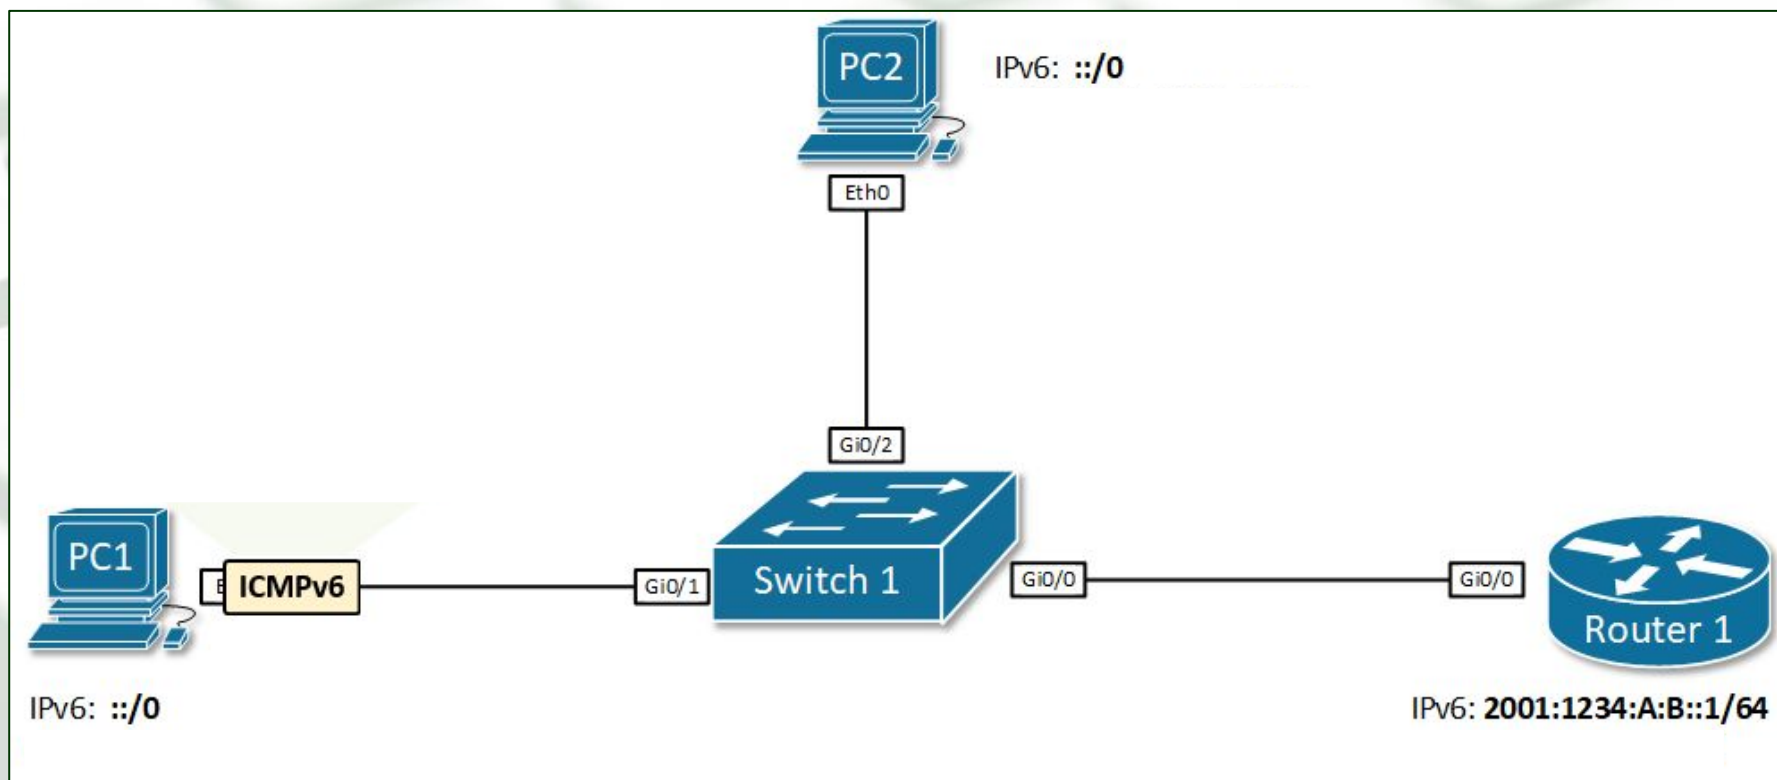 PC2
IPv6: ::/0
Eth0
Gi0/2
PC1
ICMPv6
Gi0/1
Switch 1
Gi0/0
Gi0/0
Router 1
IPv6: ::/0
IPv6: 2001:1234:A:B::1/64